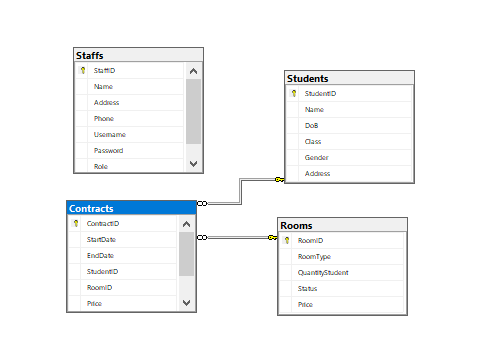 Staffs
StaffID
Name
Address
Phone
Username
Password
Role
Students
StudentID
Name
DoB
Class
Gender
Address
Contracts
ContractID
StartDate
EndDate
StudentID
RoomID
Price
Rooms
RoomID
RoomType
QuantityStudent
Status
Price